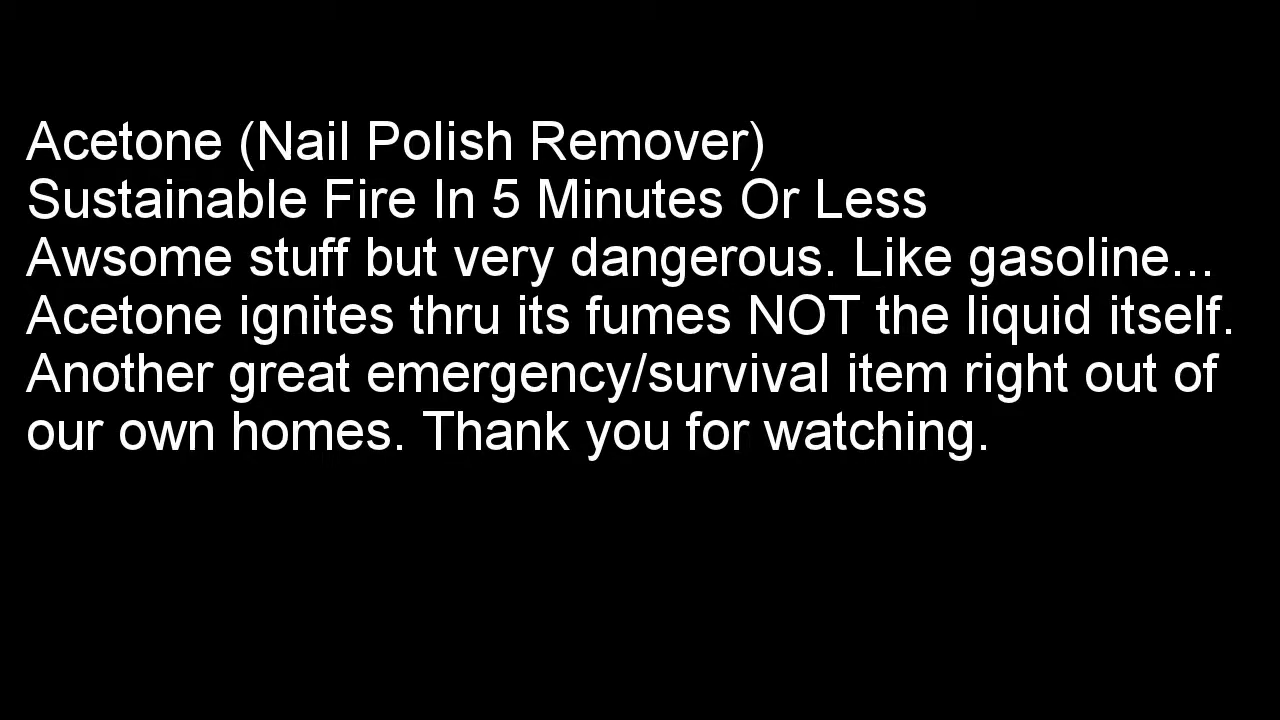 Acetone (Nail Polish Remover)
Sustainable Fire In 5 Minutes Or Less
Awsome stuff but very dangerous. Like gasoline...
Acetone ignites thru its fumes NOT the liquid itself.
Another great emergency/survival item right out of
our own homes. Thank you for watching.